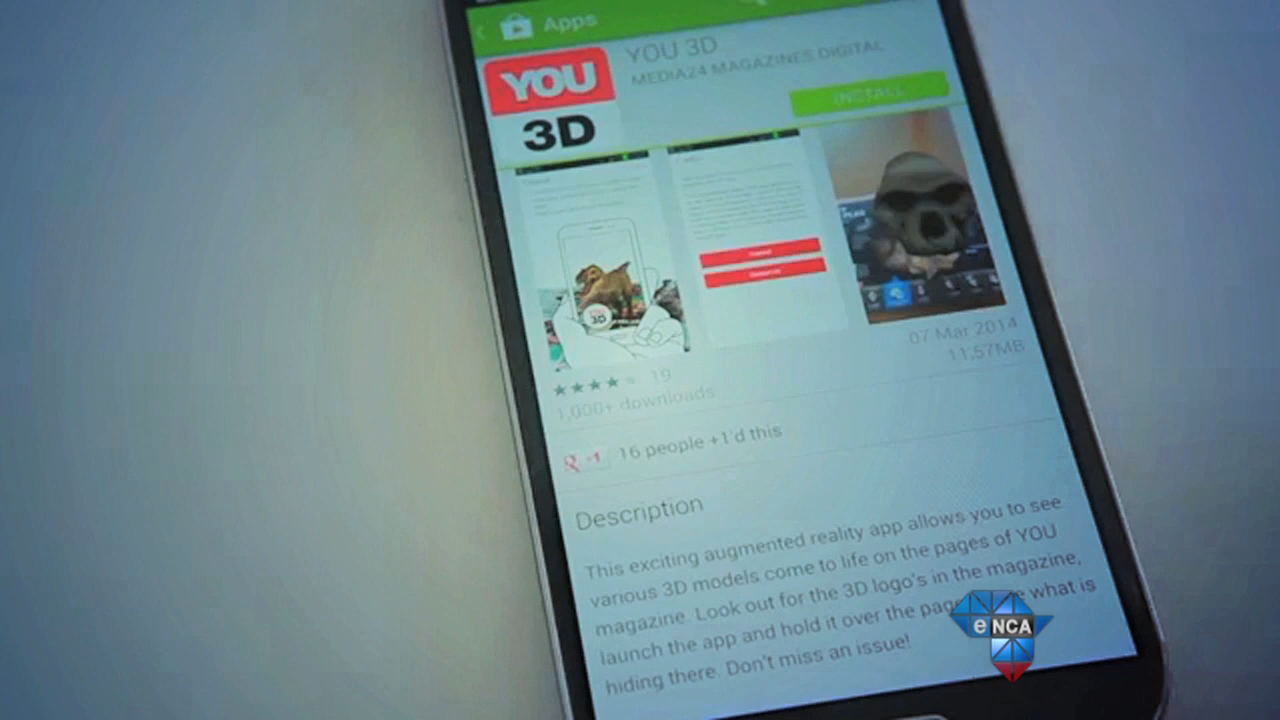 Apps
YOU 3D
MEDIA24 MAGAZINES DIGITAL
INSTALL
YOU
3D
3D
07 Mar 2014
11,57MB
19
1,000+ downloads
+1
16 people +1'd this
Description
This exciting augmented reality app allows you to see
various 3D models come to life on the pages of YOU
magazine. Look out for the 3D logo's in the magazine,
launch the app and hold it over the what is
hiding there. Don't miss an issue!
eNCA